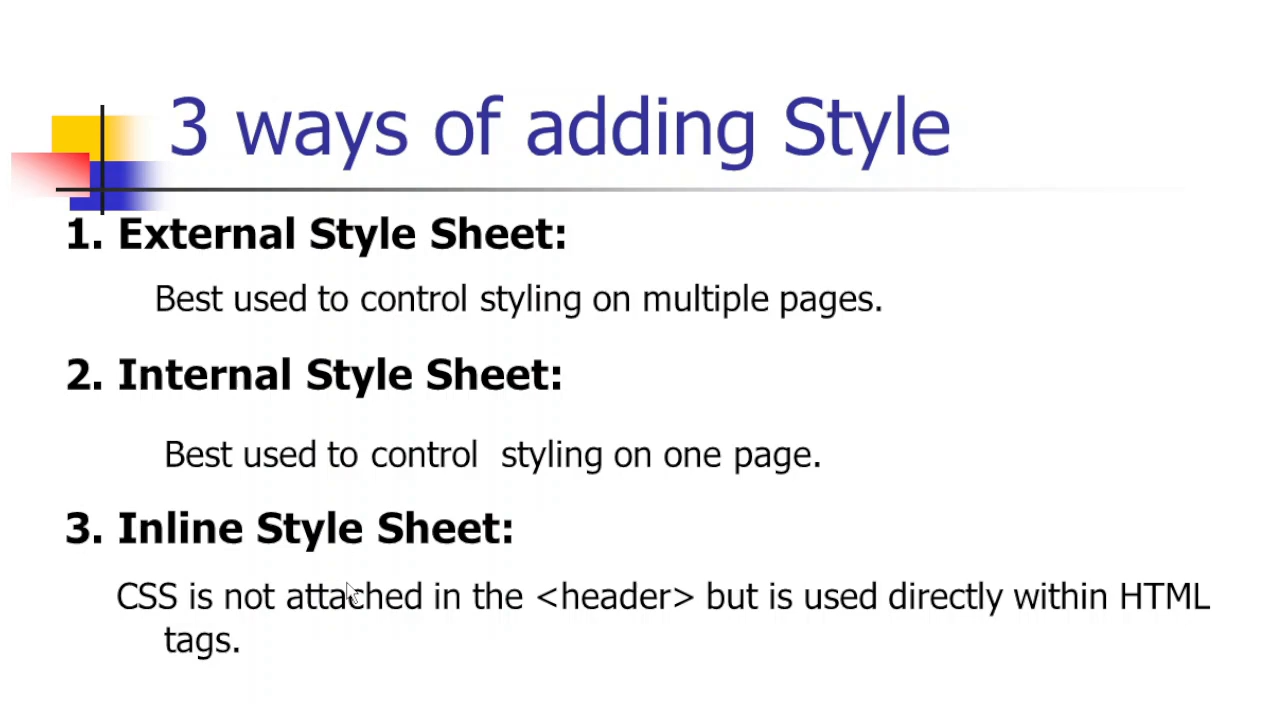 3 ways of adding Style
1. External Style Sheet:
Best used to control styling on multiple pages.
2. Internal Style Sheet:
Best used to control  styling on one page.
3. Inline Style Sheet:
CSS is not attached in the <header> but is used directly within HTML
tags.